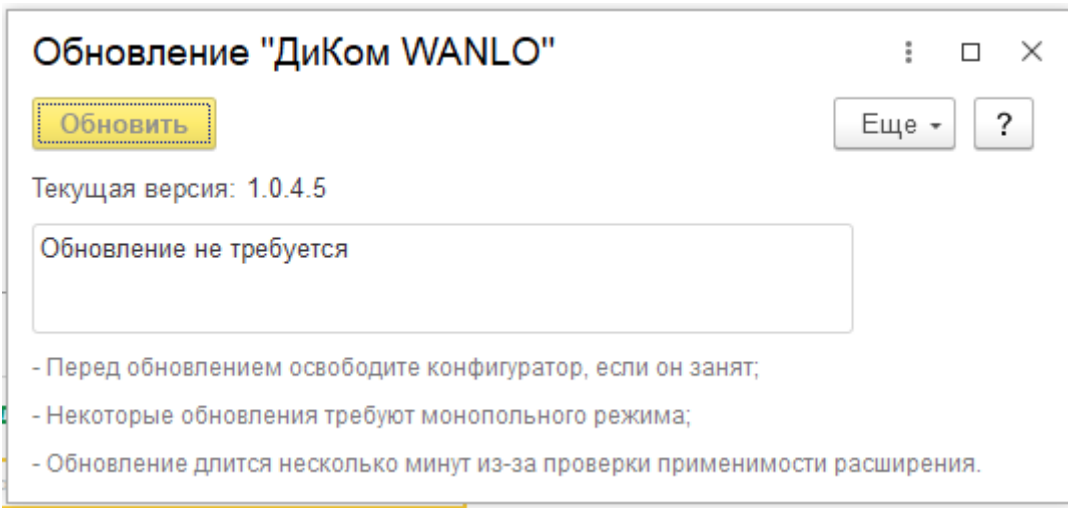 Обновление "ДиКом WANLO"
Обновить
Еще
?
Текущая версия: 1.0.4.5
Обновление не требуется
- Перед обновлением освободите конфигуратор, если он занят;
- Некоторые обновления требуют монопольного режима;
- Обновление длится несколько минут из-за проверки применимости расширения.